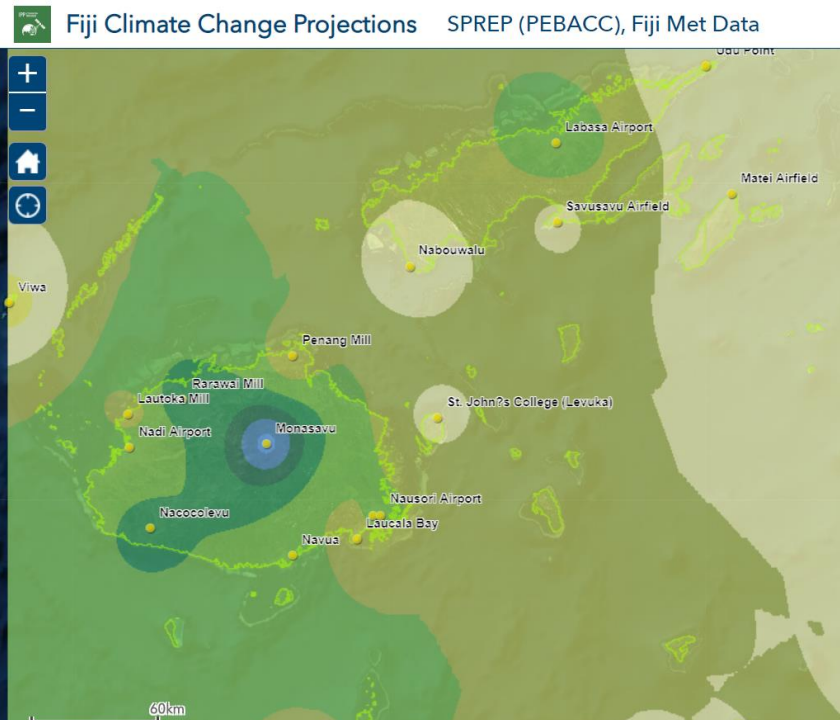 Fiji Climate Change Projections SPREP (PEBACC), Fiji Met Data
Udu Point
Labasa Airport
Matei Airfield
Savusavu Airfield
Nabouwalu
Viwa
Penang Mill
Rarawai Mill
Lautoka Mill
St. John?s College (Levuka)
Monasavu
Nadi Airport
Nausori Airport
Nacocolevu
Laucala Bay
Navua
60km